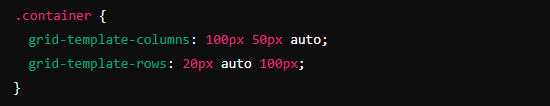 .container {
  grid-template-columns: 100px 50px auto;
  grid-template-rows: 20px auto 100px;
}